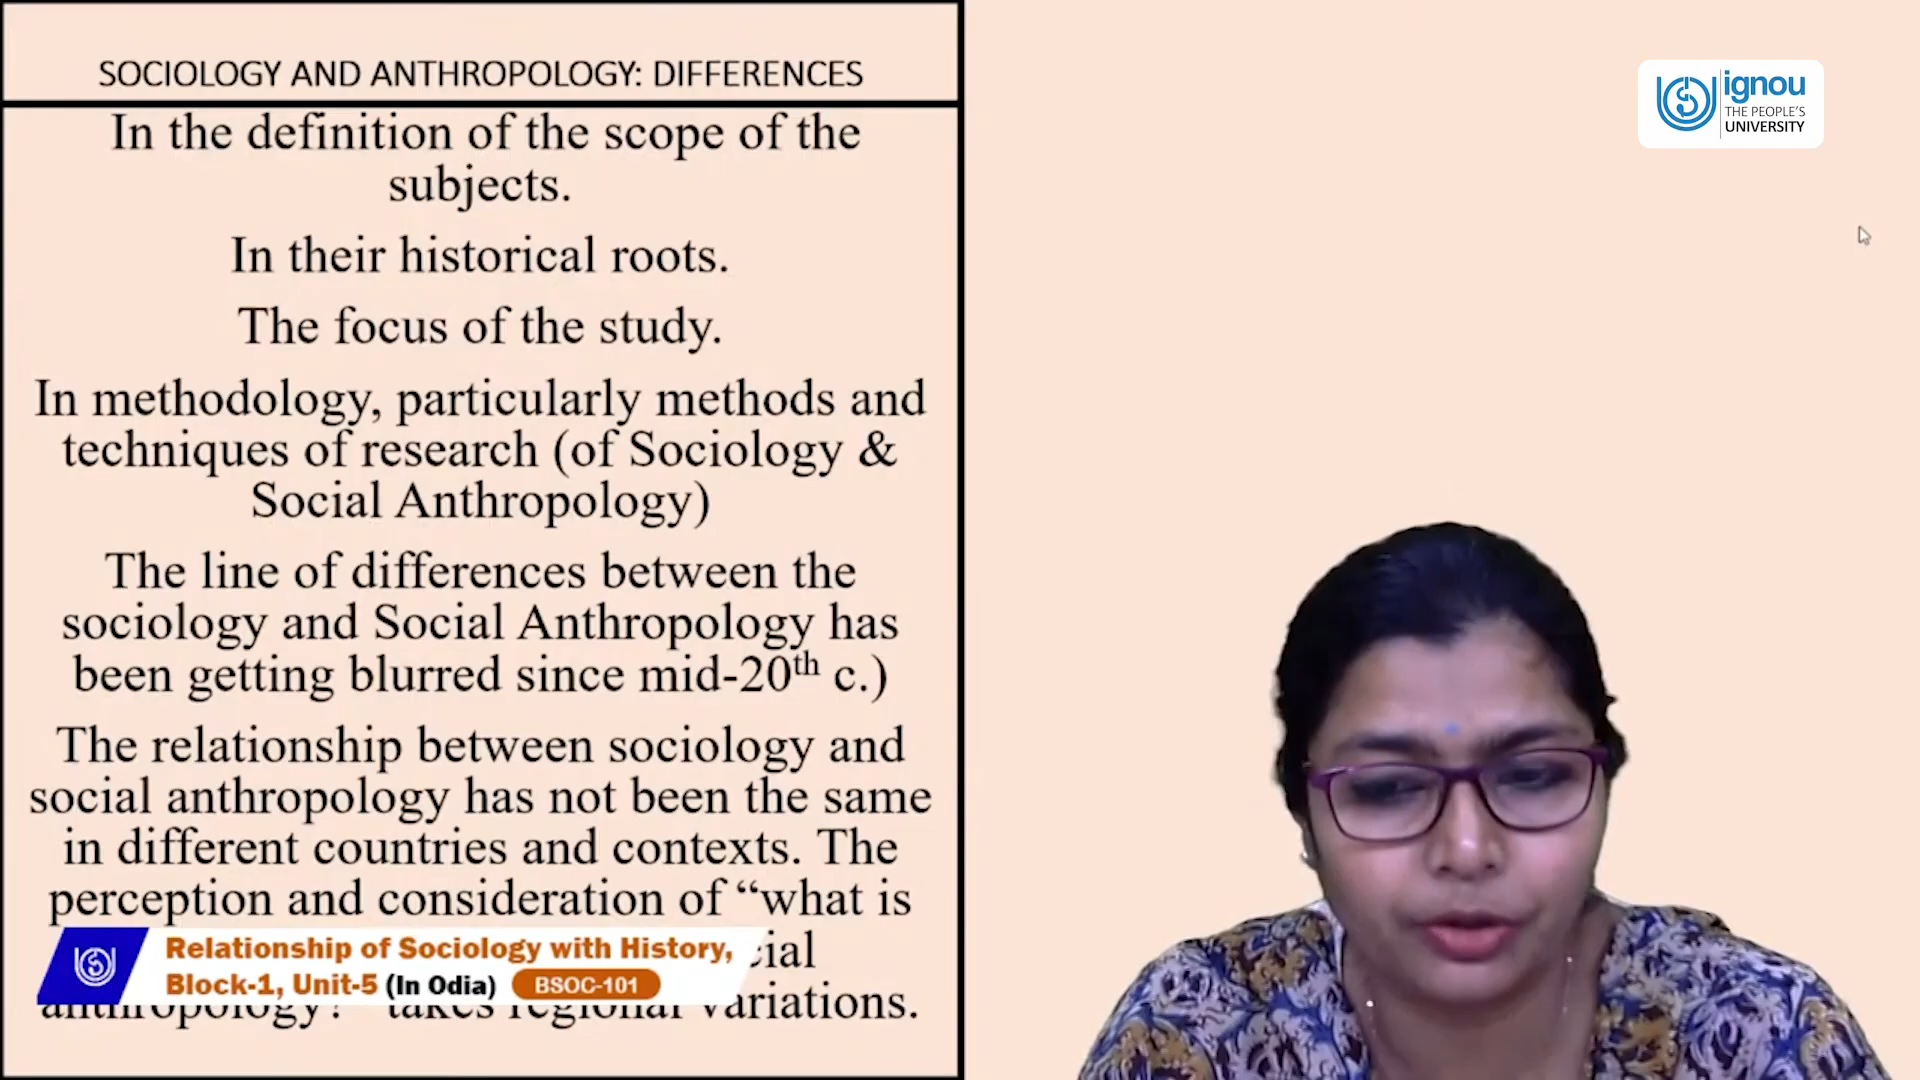 SOCIOLOGY AND ANTHROPOLOGY: DIFFERENCES
In the definition of the scope of the
subjects.
In their historical roots.
The focus of the study.
In methodology, particularly methods and
techniques of research (of Sociology &
Social Anthropology)
The line of differences between the
sociology and Social Anthropology has
been getting blurred since mid-20th c.)
The relationship between sociology and
social anthropology has not been the same
in different countries and contexts. The
perception and consideration of “what is
anthropology?” takes regional variations.
Relationship of Sociology with History,
Block-1, Unit-5 (In Odia) BSOC-101
ignou
THE PEOPLE'S
UNIVERSITY